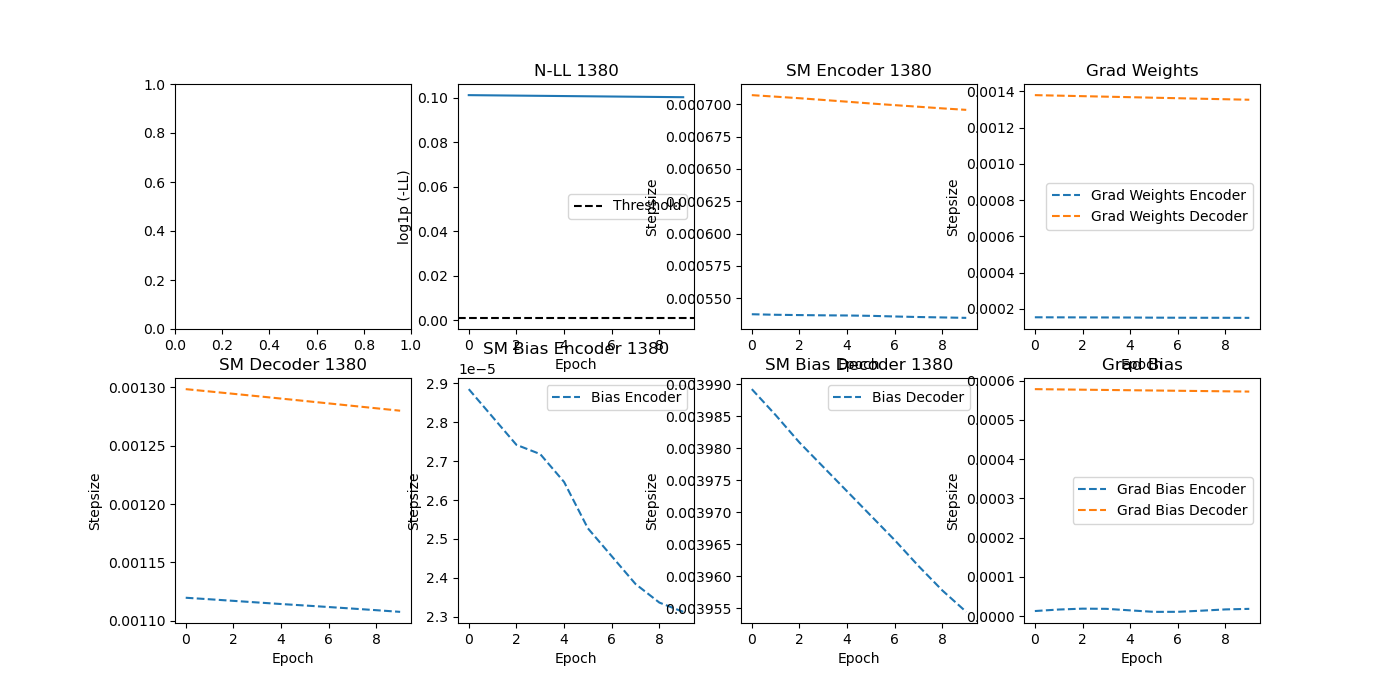 N-LL 1380
SM Encoder 1380
Grad Weights
1.0
0.8
0.6
0.4
0.2
0.0
0.0 0.2 0.4 0.6 0.8 1.0
log1p (-LL)
0.10
0.08
0.06
0.04
0.02
0.00
Threshold
0 2 4 6 8
Epoch
Stepsize
0.000700
0.000675
0.000650
0.000625
0.000600
0.000575
0.000550
0 2 4 6 8
Epoch
Stepsize
0.0014
0.0012
0.0010
0.0008
0.0006
0.0004
0.0002
Grad Weights Encoder
Grad Weights Decoder
0 2 4 6 8
Epoch
SM Decoder 1380
SM Bias Encoder 1380
SM Bias Decoder 1380
Grad Bias
Stepsize
0.00130
0.00125
0.00120
0.00115
0.00110
0 2 4 6 8
Epoch
1e−5
Stepsize
2.9
2.8
2.7
2.6
2.5
2.4
2.3
Bias Encoder
0 2 4 6 8
Epoch
Stepsize
0.003990
0.003985
0.003980
0.003975
0.003970
0.003965
0.003960
0.003955
Bias Decoder
0 2 4 6 8
Epoch
Stepsize
0.0006
0.0005
0.0004
0.0003
0.0002
0.0001
0.0000
Grad Bias Encoder
Grad Bias Decoder
0 2 4 6 8
Epoch